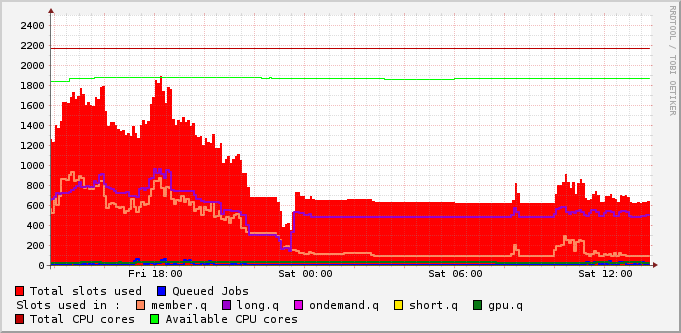 RRDTOOL / TOBI OETIKER
2400
2200
2000
1800
1600
1400
1200
1000
800
600
400
200
0
Fri 18:00 Sat 00:00 Sat 06:00 Sat 12:00
Total slots used Queued Jobs
Slots used in : member.q long.q ondemand.q short.q gpu.q
Total CPU cores Available CPU cores